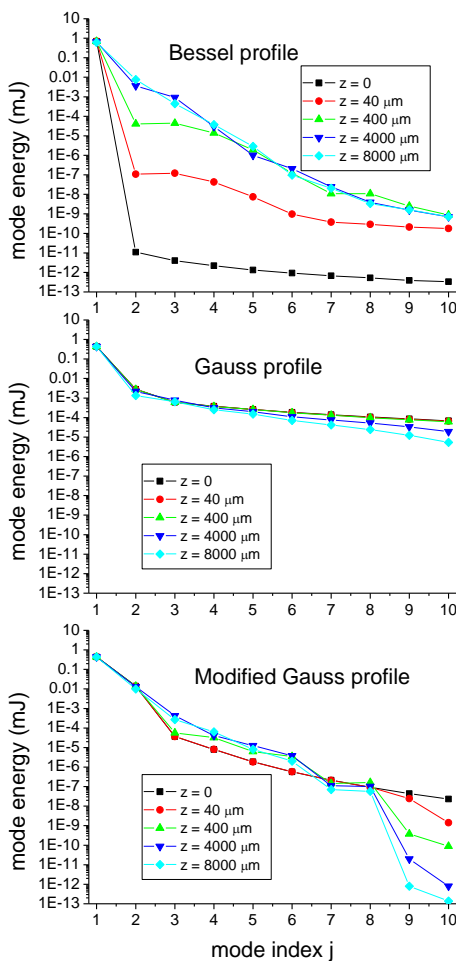 Bessel profile
mode energy (mJ)
10
1
0.1
0.01
1E-3
1E-4
1E-5
1E-6
1E-7
1E-8
1E-9
1E-10
1E-11
1E-12
1E-13
z = 0
z = 40 μm
z = 400 μm
z = 4000 μm
z = 8000 μm
1 2 3 4 5 6 7 8 9 10
Gauss profile
mode energy (mJ)
10
1
0.1
0.01
1E-3
1E-4
1E-5
1E-6
1E-7
1E-8
1E-9
1E-10
1E-11
1E-12
1E-13
z = 0
z = 40 μm
z = 400 μm
z = 4000 μm
z = 8000 μm
1 2 3 4 5 6 7 8 9 10
Modified Gauss profile
mode energy (mJ)
10
1
0.1
0.01
1E-3
1E-4
1E-5
1E-6
1E-7
1E-8
1E-9
1E-10
1E-11
1E-12
1E-13
z = 0
z = 40 μm
z = 400 μm
z = 4000 μm
z = 8000 μm
1 2 3 4 5 6 7 8 9 10
mode index j